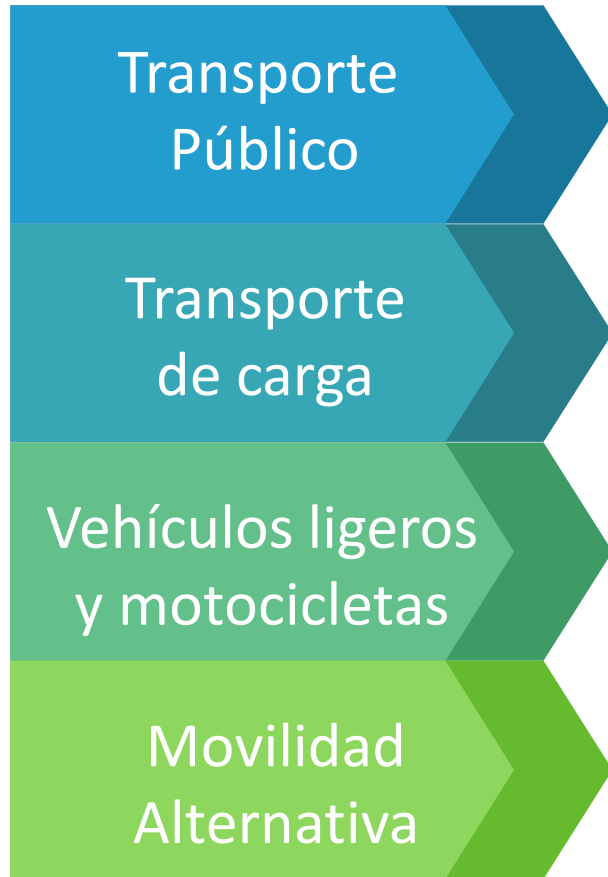 Transporte
Público
Transporte
de carga
Vehículos ligeros
y motocicletas
Movilidad
Alternativa